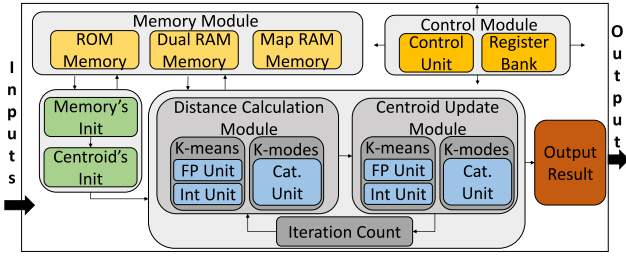 Inputs
Memory Module
ROM
Memory
Dual RAM
Memory
Map RAM
Memory
Control Module
Control
Unit
Register
Bank
Memory's
Init
Centroid's
Init
Distance Calculation
Module
K-means
FP Unit
Int Unit
K-modes
Cat.
Unit
Centroid Update
Module
K-means
FP Unit
Int Unit
K-modes
Cat.
Unit
Iteration Count
Output
Result
Output